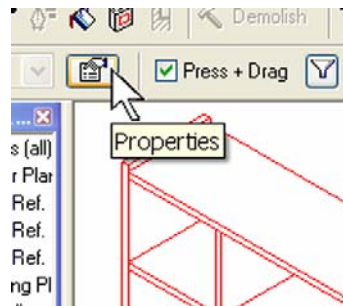 Demolish
Press + Drag
... 
Properties
s (all)
r Plar
Ref.
Ref.
Ref.
ng Pl